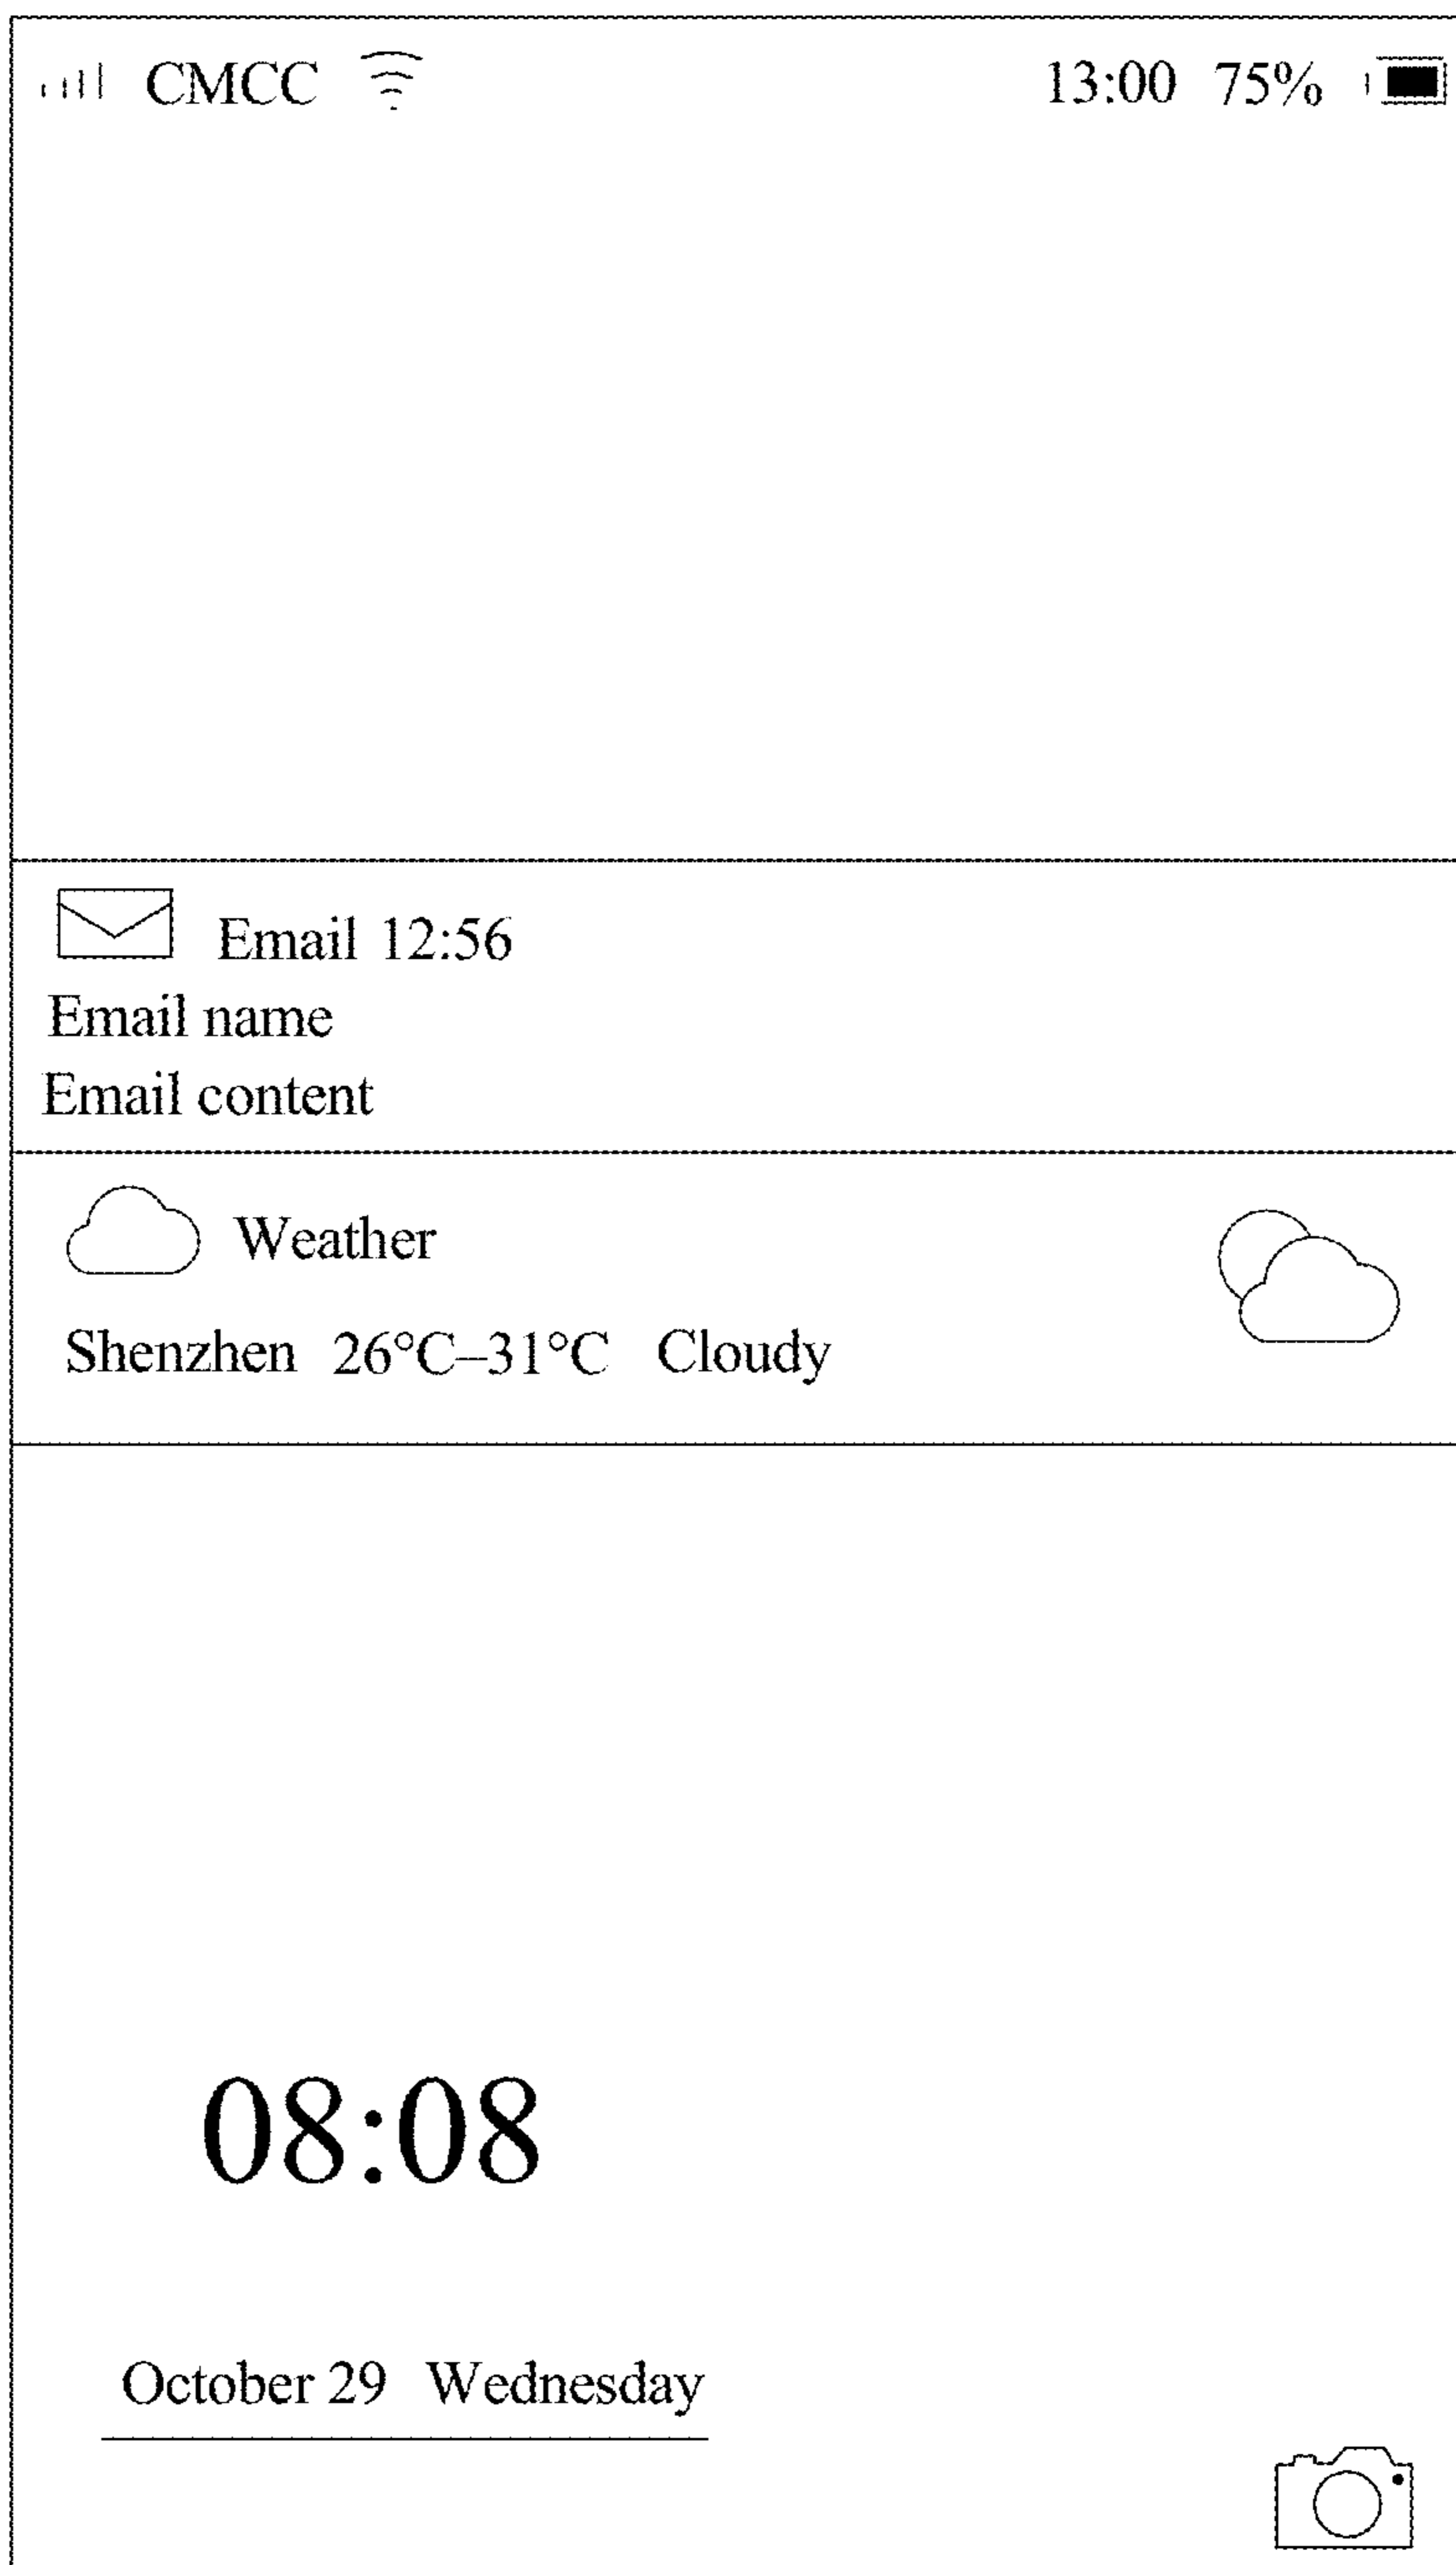 CMCC 13:00 75%
Email 12:56
Email name
Email content
Weather
Shenzhen 26°C–31°C Cloudy
08:08
October 29 Wednesday